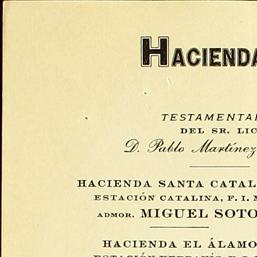 HACIENDA
TESTAMENTAR
DEL SR. LIC
D. Pablo Martínez
HACIENDA SANTA CATAL
ESTACIÓN CATALINA, F. I. M
ADMOR. MIGUEL SOTO
HACIENDA EL ÁLAMO